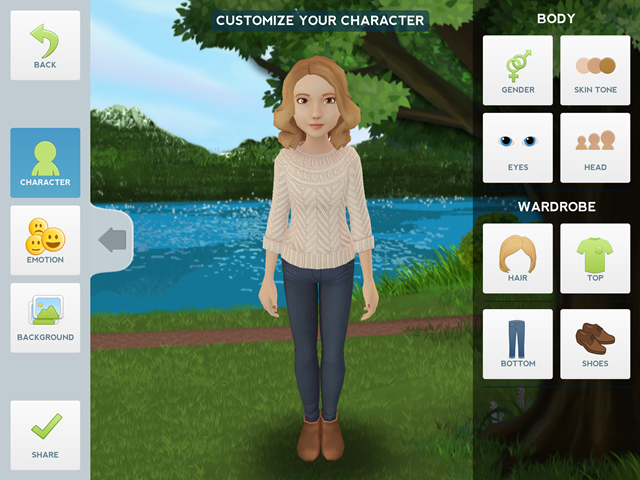 CUSTOMIZE YOUR CHARACTER
BACK
CHARACTER
EMOTION
BACKGROUND
SHARE
BODY
GENDER
SKIN TONE
EYES
HEAD
WARDROBE
HAIR
TOP
BOTTOM
SHOES